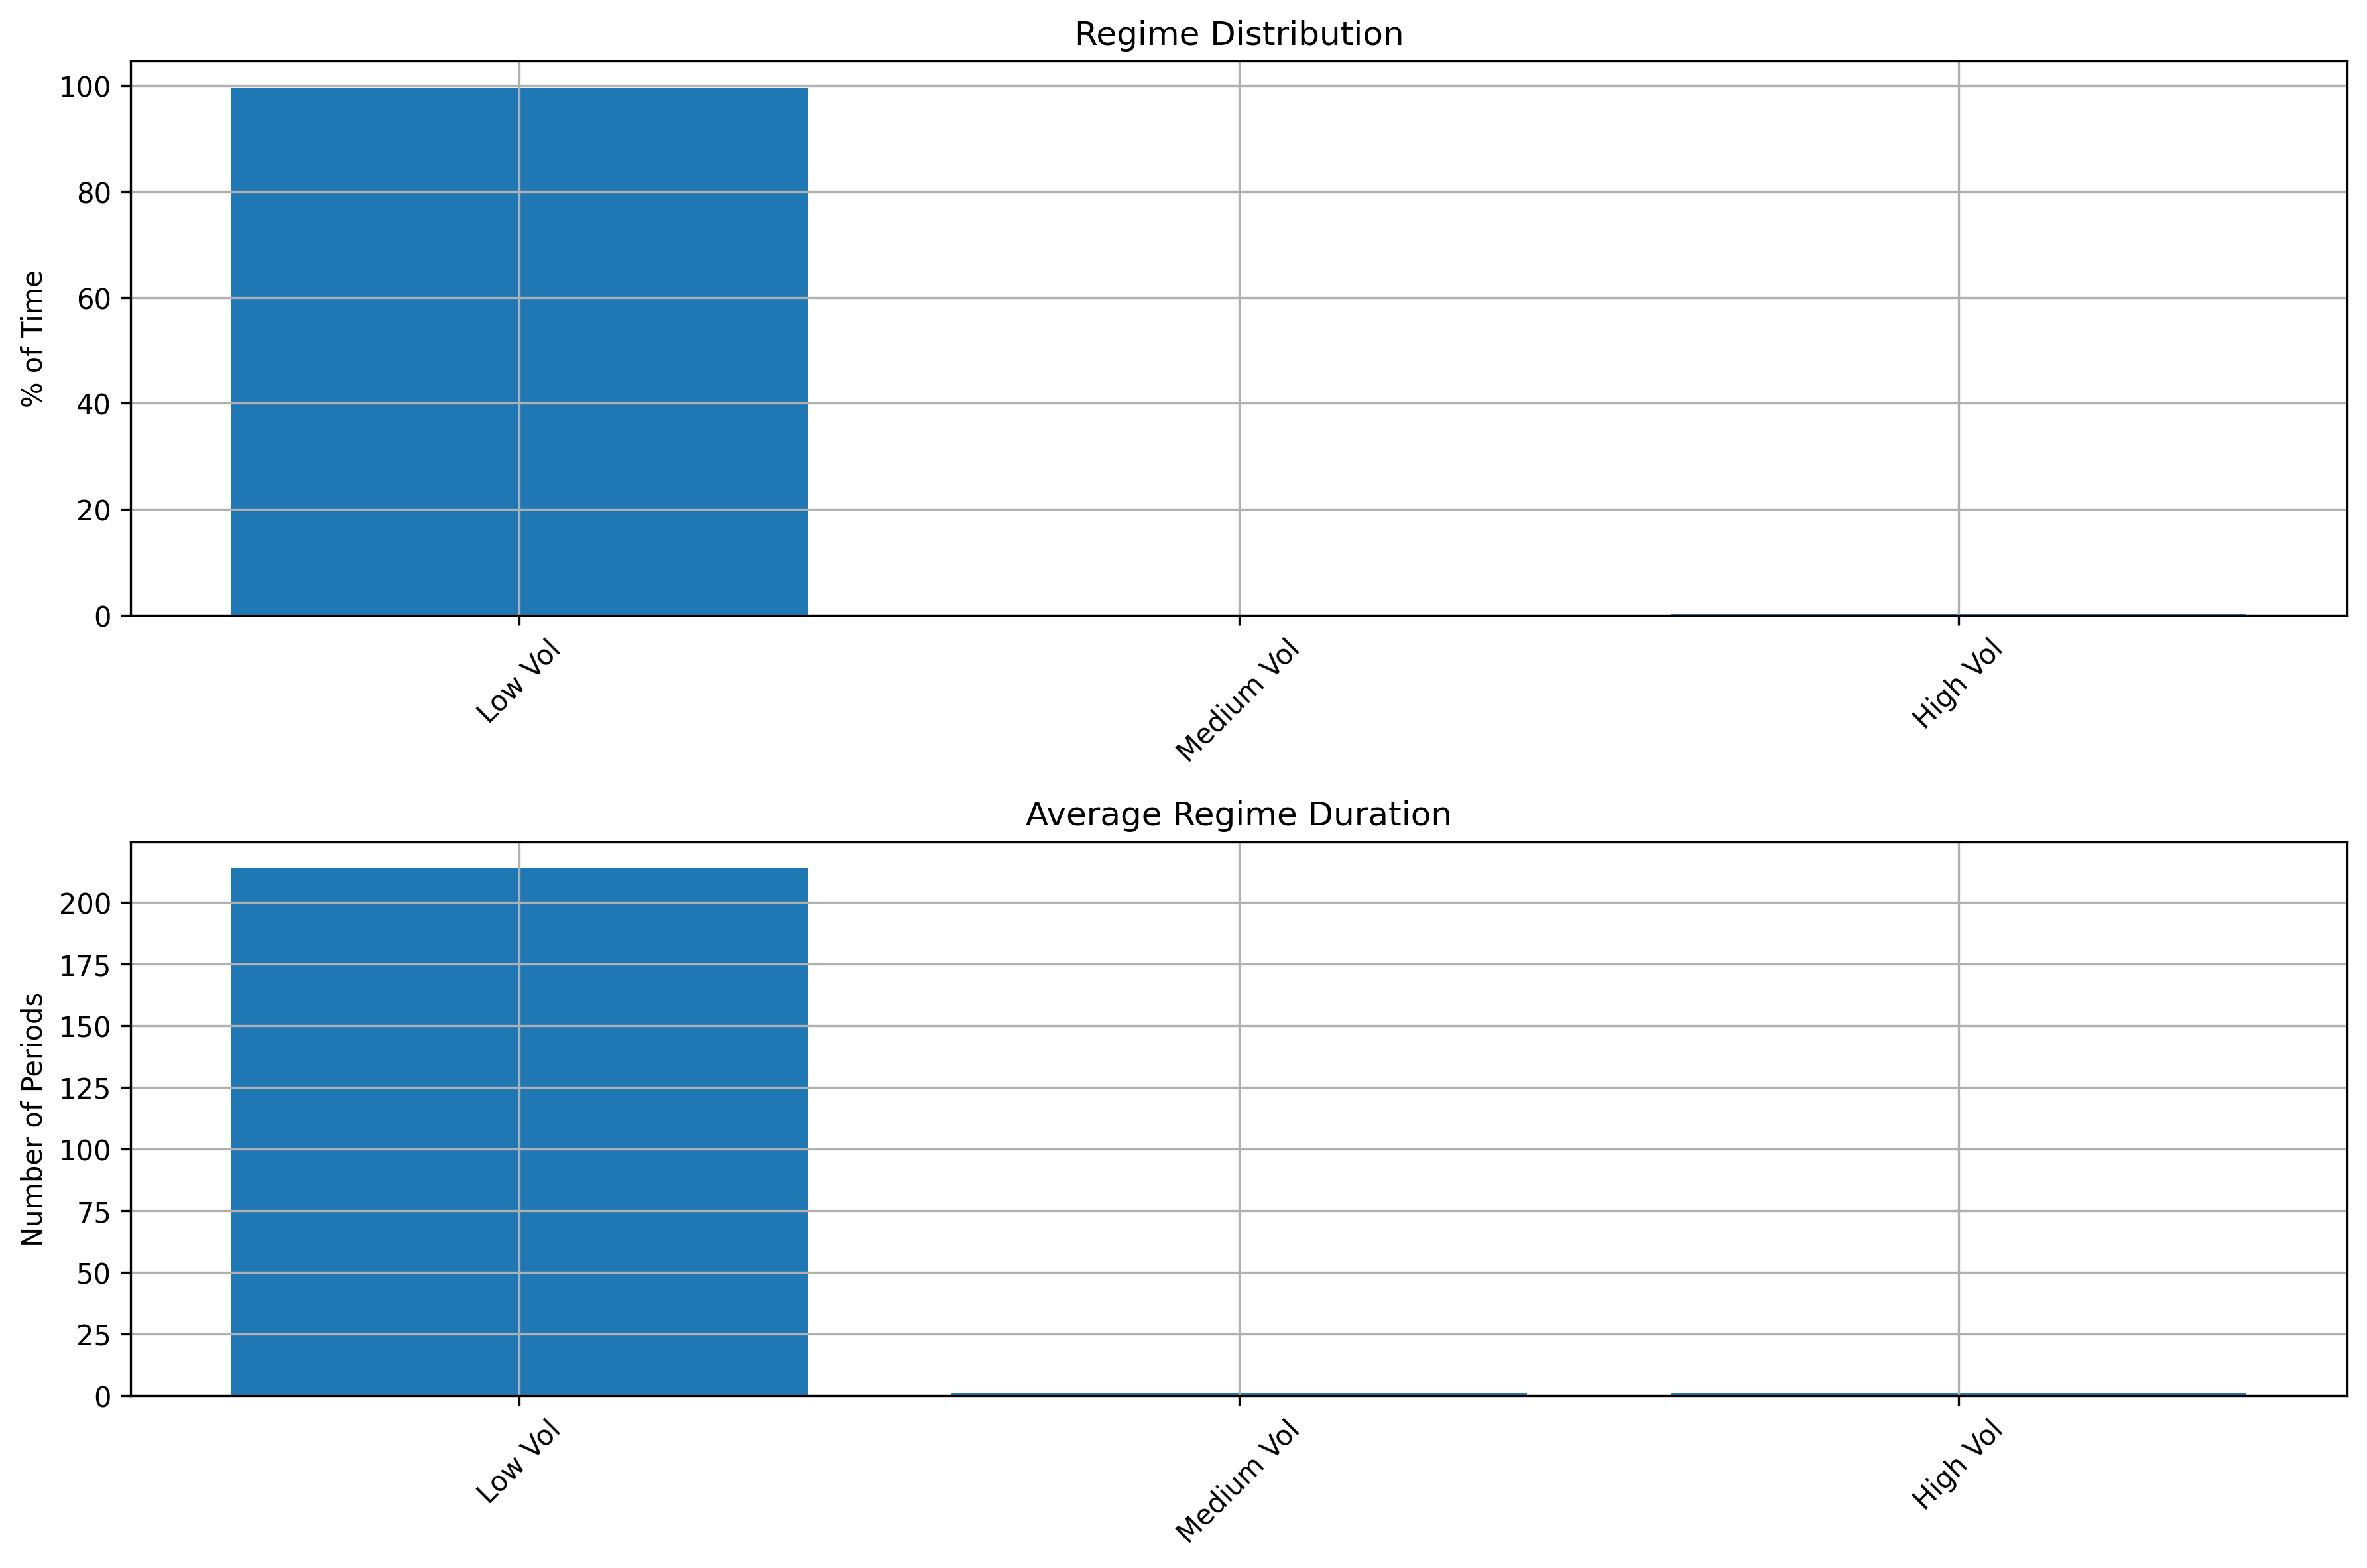 Regime Distribution
% of Time
100
80
60
40
20
0
Low Vol
Medium Vol
High Vol
Average Regime Duration
Number of Periods
200
175
150
125
100
75
50
25
0
Low Vol
Medium Vol
High Vol